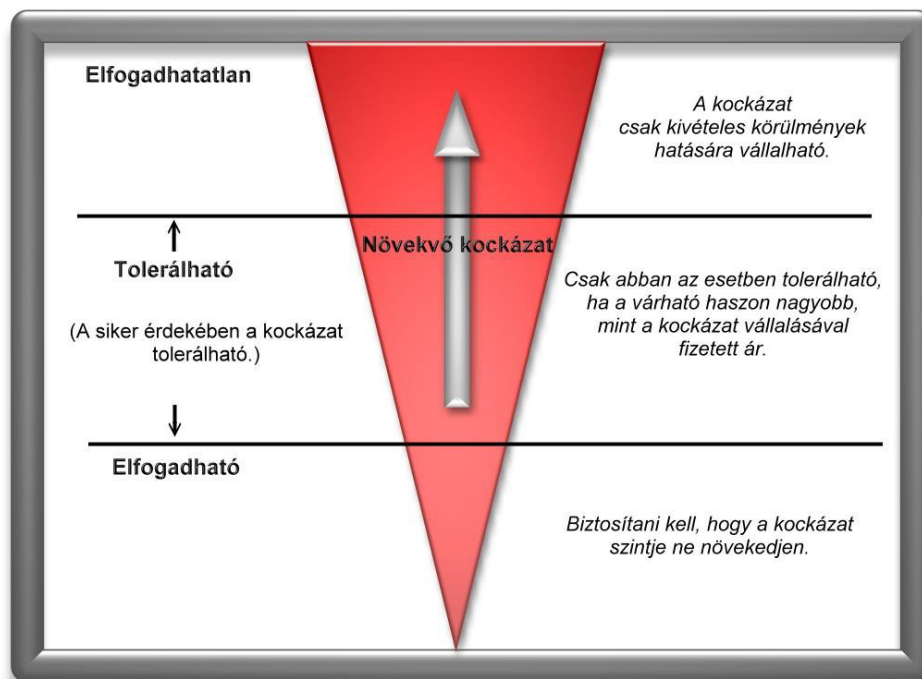 Elfogadhatatlan
A kockázat
csak kivételes körülmények
hatására vállalható.
Növekvő kockázat
Tolerálható
(A siker érdekében a kockázat
tolerálható.)
Csak abban az esetben tolerálható,
ha a várható haszon nagyobb,
mint a kockázat vállalásával
fizetett ár.
Elfogadható
Biztosítani kell, hogy a kockázat
szintje ne növekedjen.